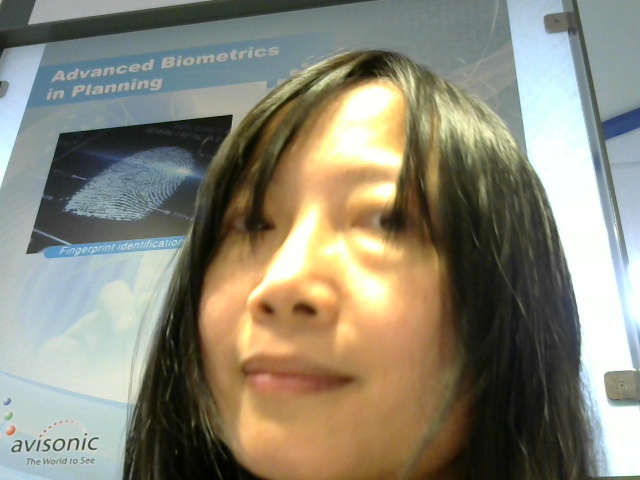 Advanced Biometrics
in Planning
Fingerprint identification
avisonic
The World to See